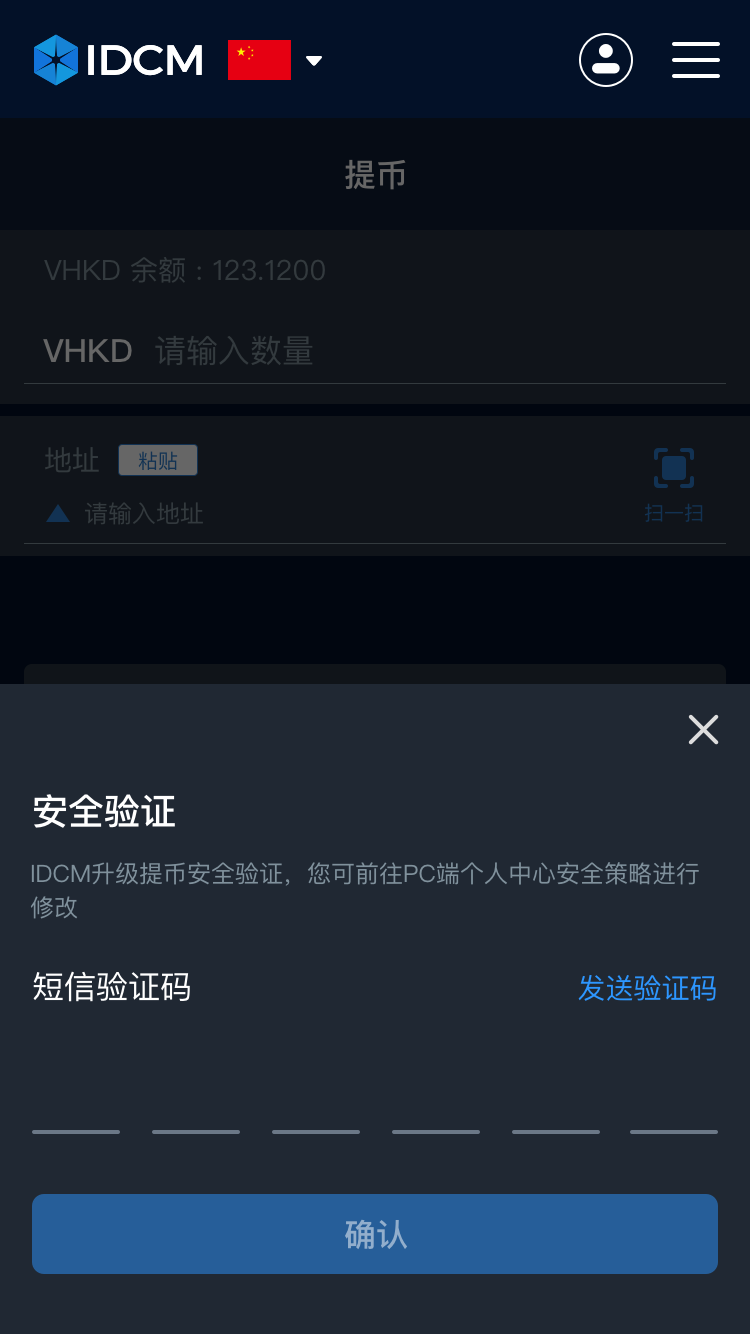 IDCM
提币
VHKD 余额：123.1200
VHKD 请输入数量
地址 粘贴
请输入地址
扫一扫
安全验证
IDCM升级提币安全验证，您可前往PC端个人中心安全策略进行
修改
短信验证码 发送验证码
确认